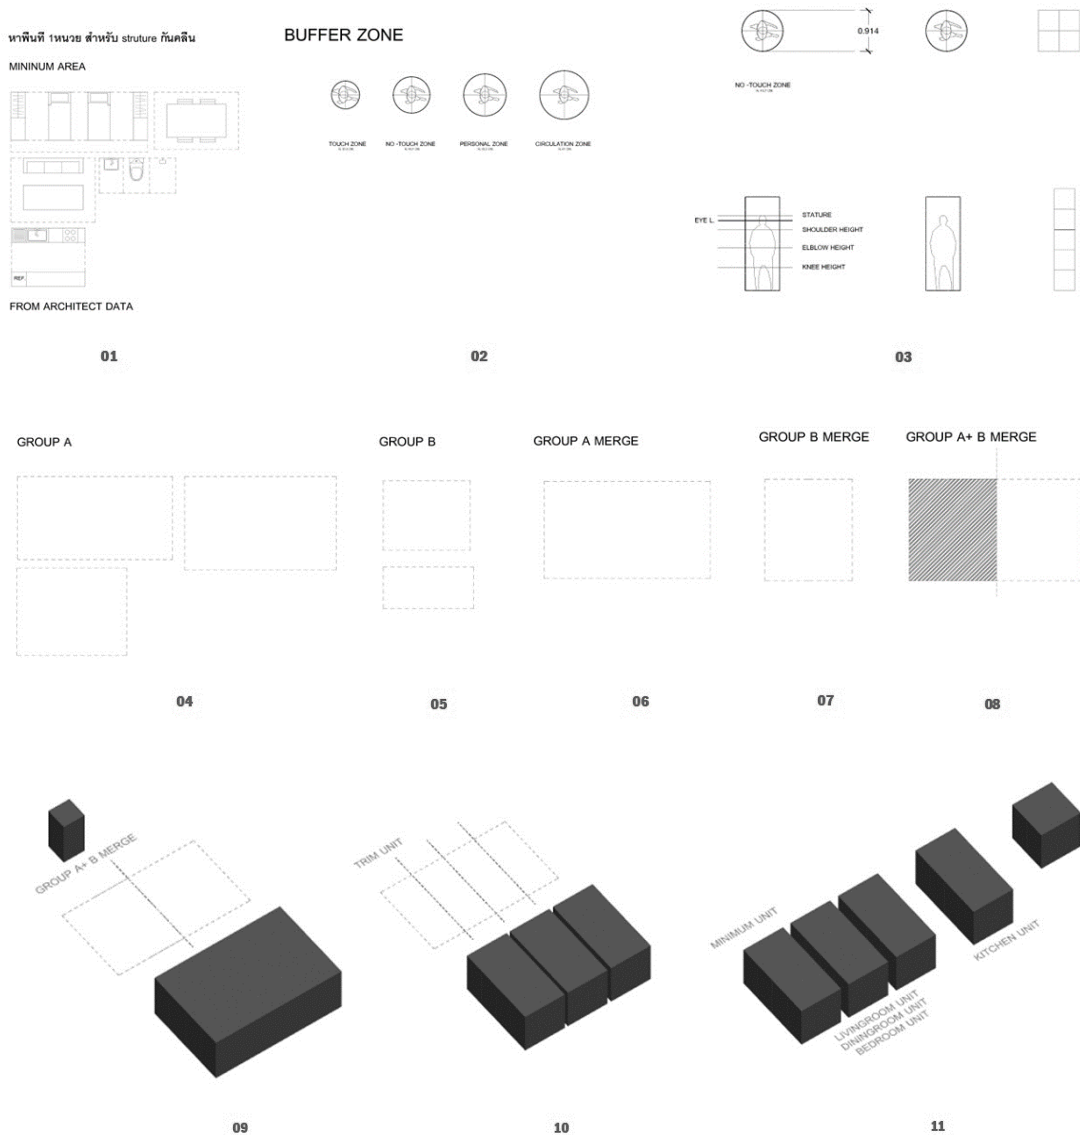 หาพื้นที่ 1หน่วย สำหรับ struture กันคลื่น
MININUM AREA
REF.
FROM ARCHITECT DATA
01
BUFFER ZONE
TOUCH ZONE
NO -TOUCH ZONE
PERSONAL ZONE
CIRCULATION ZONE
02
0.914
NO -TOUCH ZONE
EYE L.
STATURE
SHOULDER HEIGHT
ELBLOW HEIGHT
KNEE HEIGHT
03
GROUP A
04
GROUP B
05
GROUP A MERGE
06
GROUP B MERGE
07
GROUP A+ B MERGE
08
GROUP A+ B MERGE
09
TRIM UNIT
10
MINIMUM UNIT
LIVINGROOM UNIT
DININGROOM UNIT
BEDROOM UNIT
KITCHEN UNIT
11